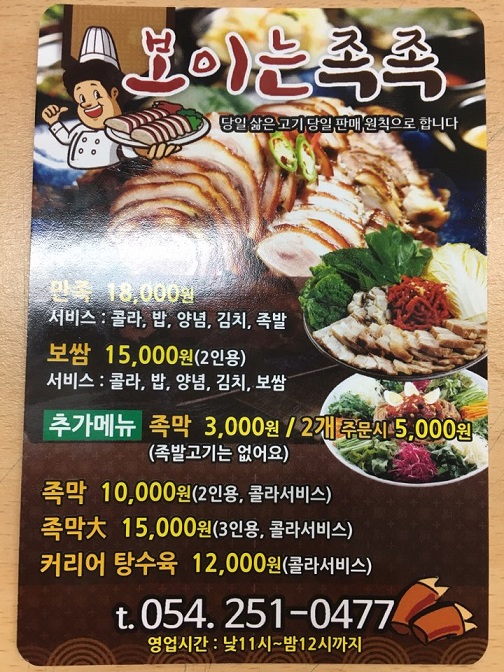 보이는족족
당일 삶은 고기 당일 판매 원칙으로 합니다
만족 18,000원
서비스 : 콜라, 밥, 양념, 김치, 족발
보쌈 15,000원(2인용)
서비스 : 콜라, 밥, 양념, 김치, 보쌈
추가메뉴 족막 3,000원 / 2개 주문시 5,000원
(족발고기는 없어요)
족막 10,000원(2인용, 콜라서비스)
족막大 15,000원(3인용, 콜라서비스)
커리어 탕수육 12,000원(콜라서비스)
t. 054. 251-0477
영업시간 : 낮11시~밤12시까지